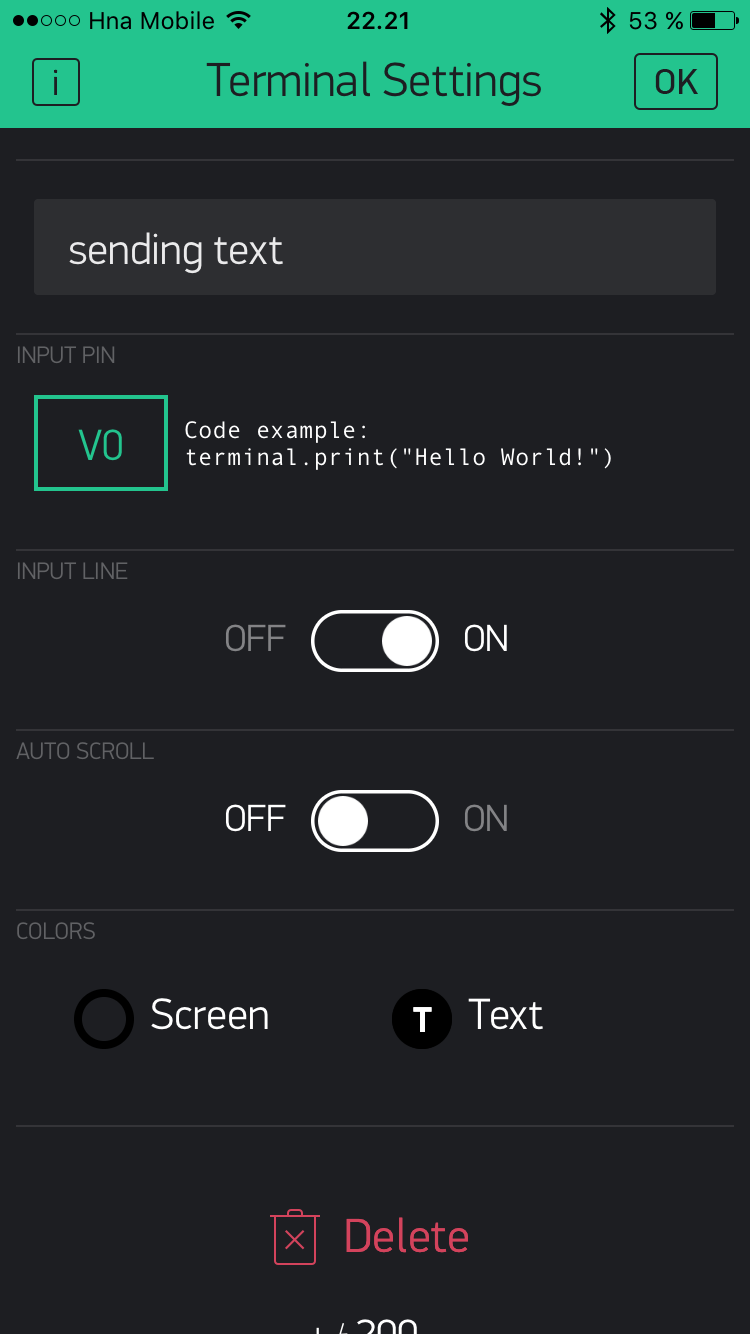 Hna Mobile 22.21 53 %
i Terminal Settings OK
sending text
INPUT PIN
V0
Code example:
terminal.print("Hello World!")
INPUT LINE
OFF ON
AUTO SCROLL
OFF ON
COLORS
Screen T Text
Delete